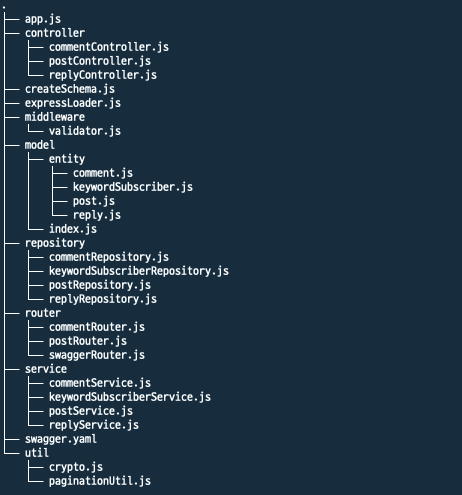 .
├── app.js
├── controller
│   ├── commentController.js
│   ├── postController.js
│   └── replyController.js
├── createSchema.js
├── expressLoader.js
├── middleware
│   └── validator.js
├── model
│   ├── entity
│   │   ├── comment.js
│   │   ├── keywordSubscriber.js
│   │   ├── post.js
│   │   └── reply.js
│   └── index.js
├── repository
│   ├── commentRepository.js
│   ├── keywordSubscriberRepository.js
│   ├── postRepository.js
│   └── replyRepository.js
├── router
│   ├── commentRouter.js
│   ├── postRouter.js
│   └── swaggerRouter.js
├── service
│   ├── commentService.js
│   ├── keywordSubscriberService.js
│   ├── postService.js
│   └── replyService.js
├── swagger.yaml
└── util
    ├── crypto.js
    └── paginationUtil.js